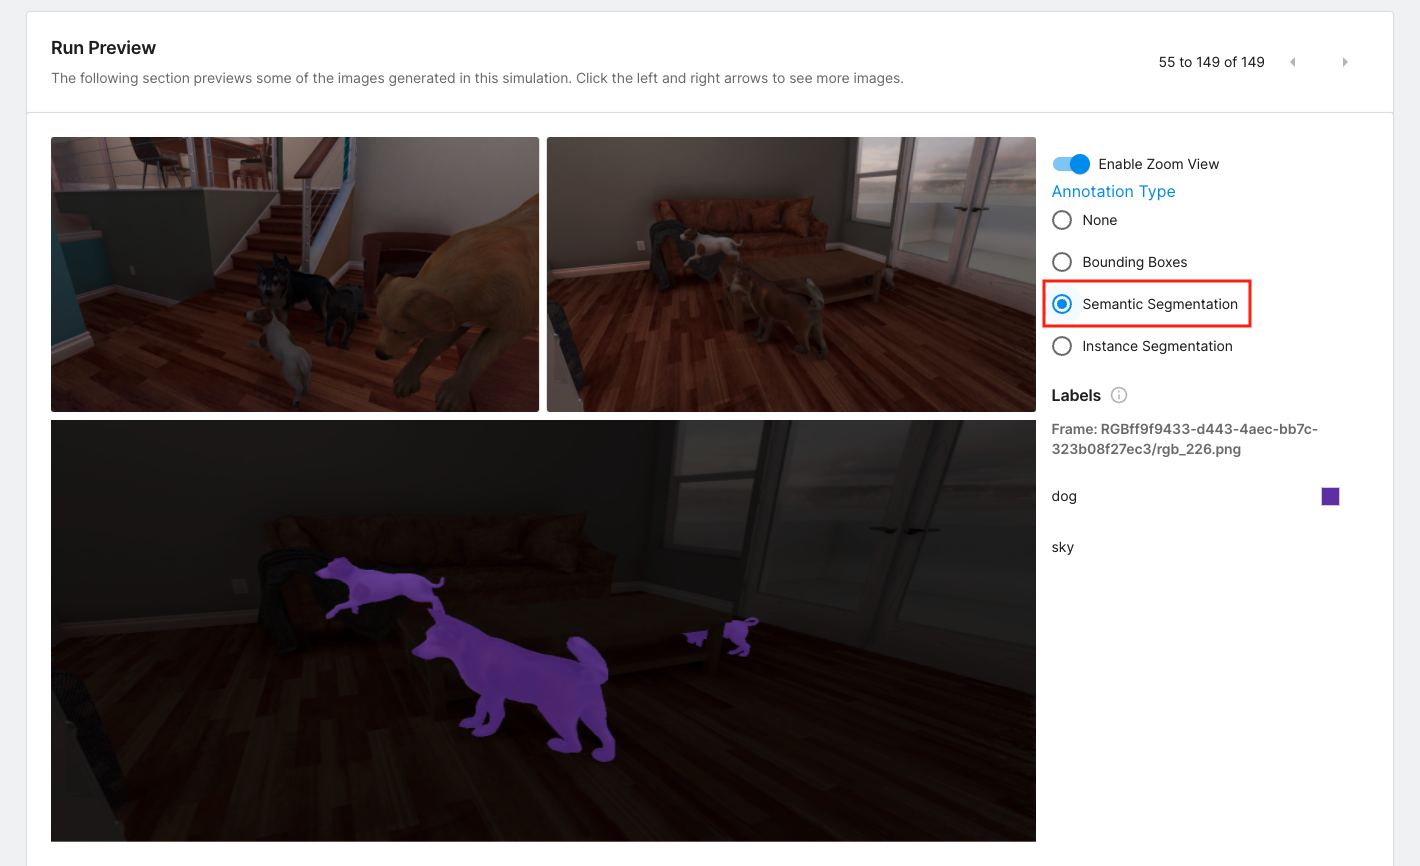 Run Preview
The following section previews some of the images generated in this simulation. Click the left and right arrows to see more images.
55 to 149 of 149
Enable Zoom View
Annotation Type
None
Bounding Boxes
Semantic Segmentation
Instance Segmentation
Labels
Frame: RGBff9f9433-d443-4aec-bb7c-
323b08f27ec3/rgb_226.png
dog
sky